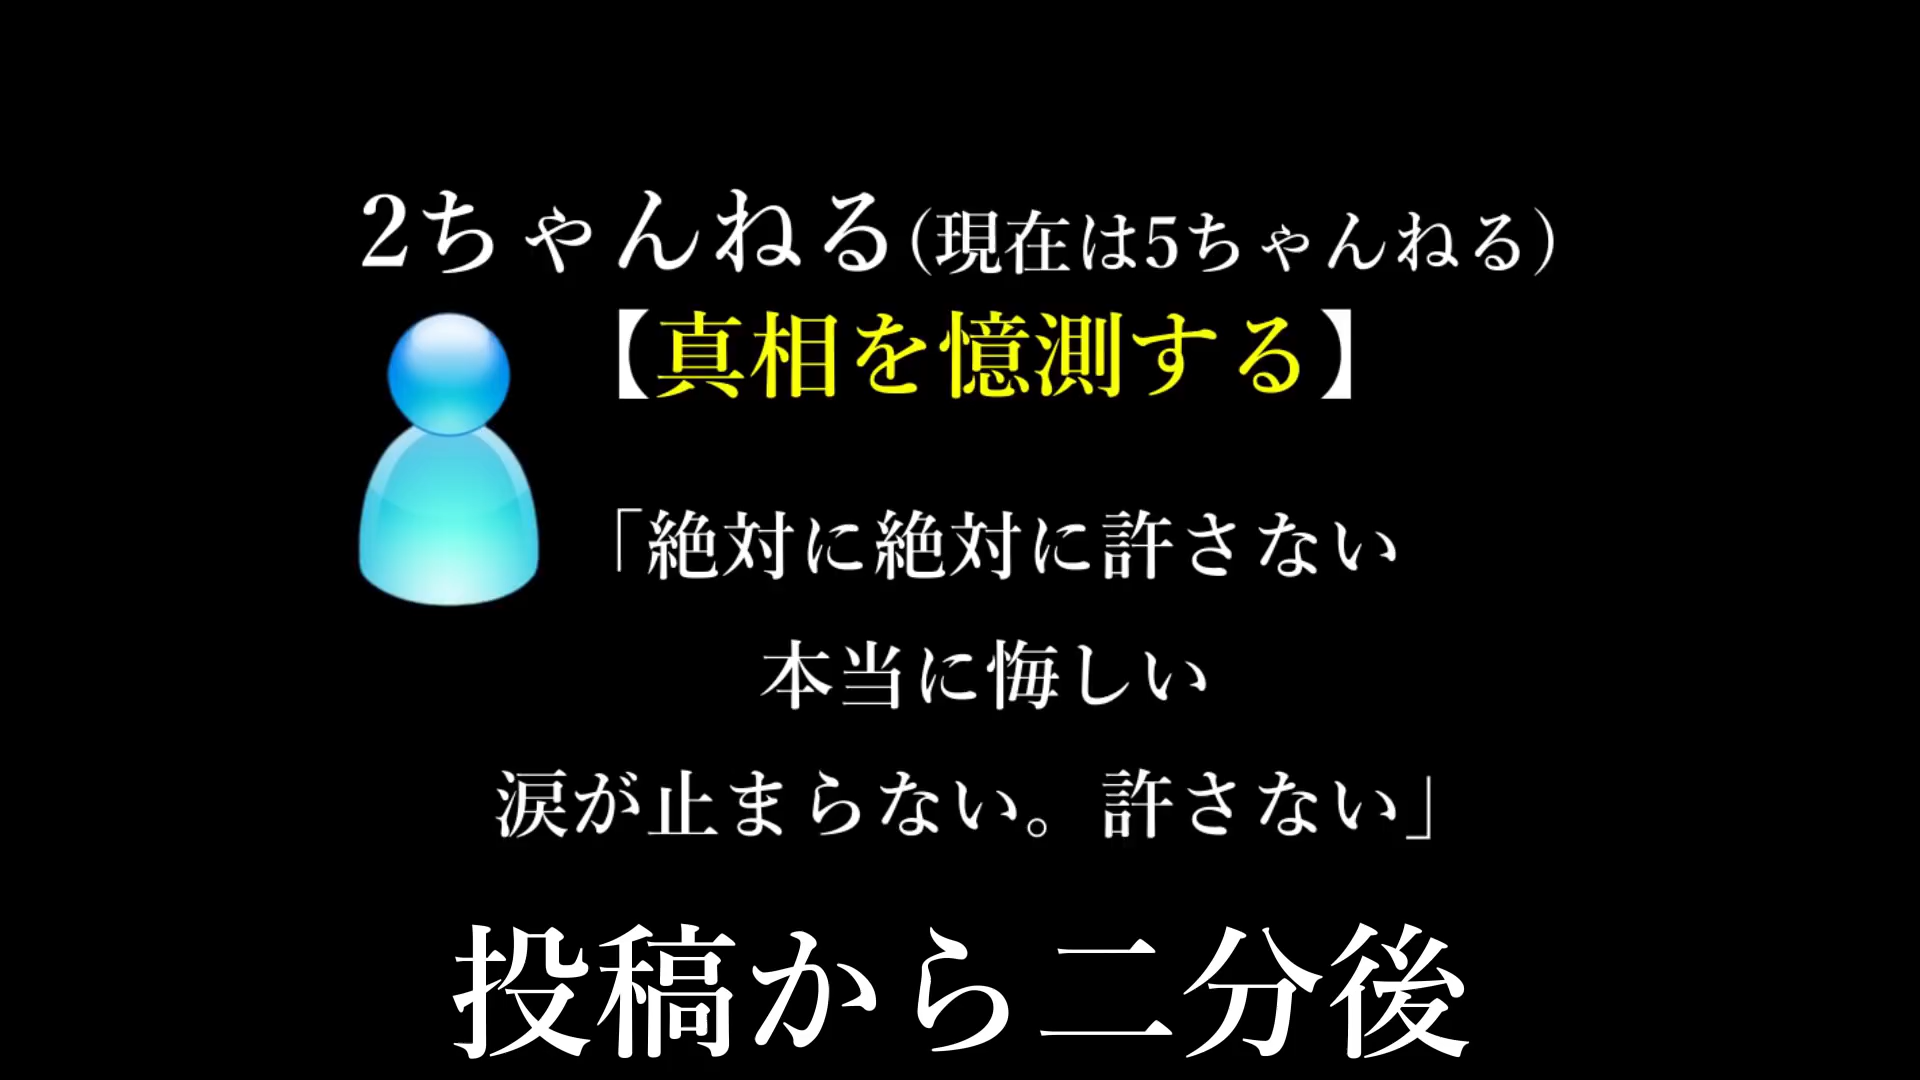 2ちゃんねる(現在は5ちゃんねる)
【真相を憶測する】
「絶対に絶対に許さない
本当に悔しい
涙が止まらない。許さない」
投稿から二分後